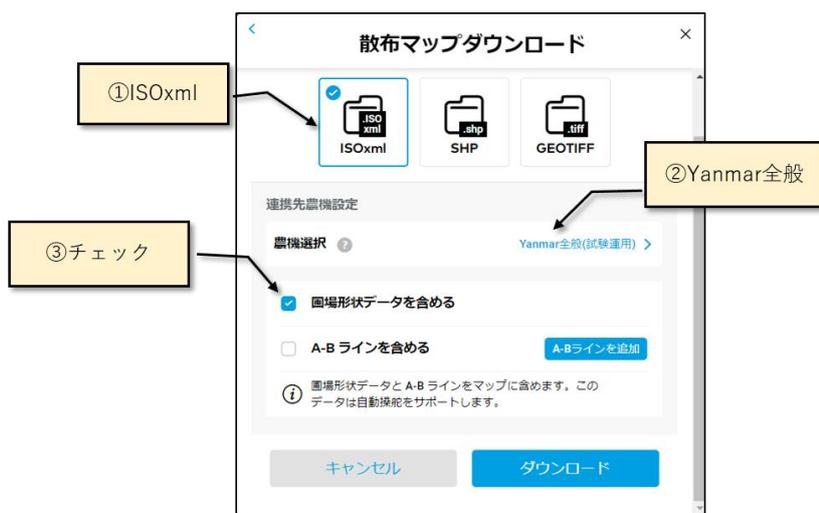 散布マップダウンロード
①ISOxml
.ISO
xml
ISOxml
.shp
SHP
.tiff
GEOTIFF
②Yanmar全般
連携先農機設定
農機選択 ?
Yanmar全般(試験運用)
③チェック
圃場形状データを含める
A-B ラインを含める
A-Bラインを追加
圃場形状データと A-B ラインをマップに含めます。この
データは自動操舵をサポートします。
キャンセル
ダウンロード